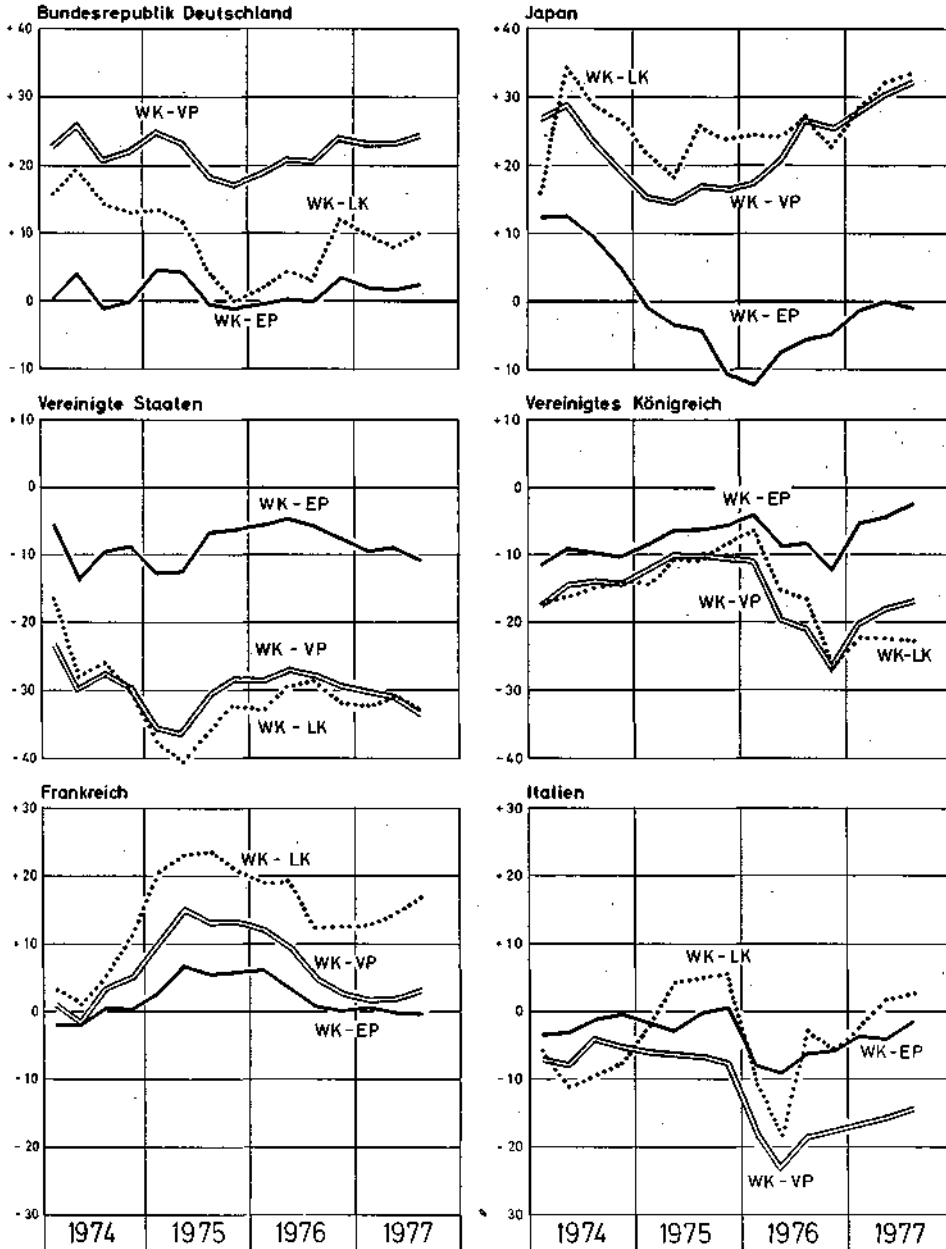 Bundesrepublik Deutschland
+40
+30
+20
+10
0
-10
WK-VP
WK-LK
WK-EP
Japan
+40
+30
+20
+10
0
-10
WK-LK
WK-VP
WK-EP
Vereinigte Staaten
+10
0
-10
-20
-30
-40
WK-EP
WK-VP
WK-LK
Vereinigtes Königreich
+10
0
-10
-20
-30
-40
WK-EP
WK-VP
WK-LK
Frankreich
+30
+20
+10
0
-10
-20
-30
WK-LK
WK-VP
WK-EP
1974 1975 1976 1977
Italien
+30
+20
+10
0
-10
-20
-30
WK-LK
WK-EP
WK-VP
1974 1975 1976 1977